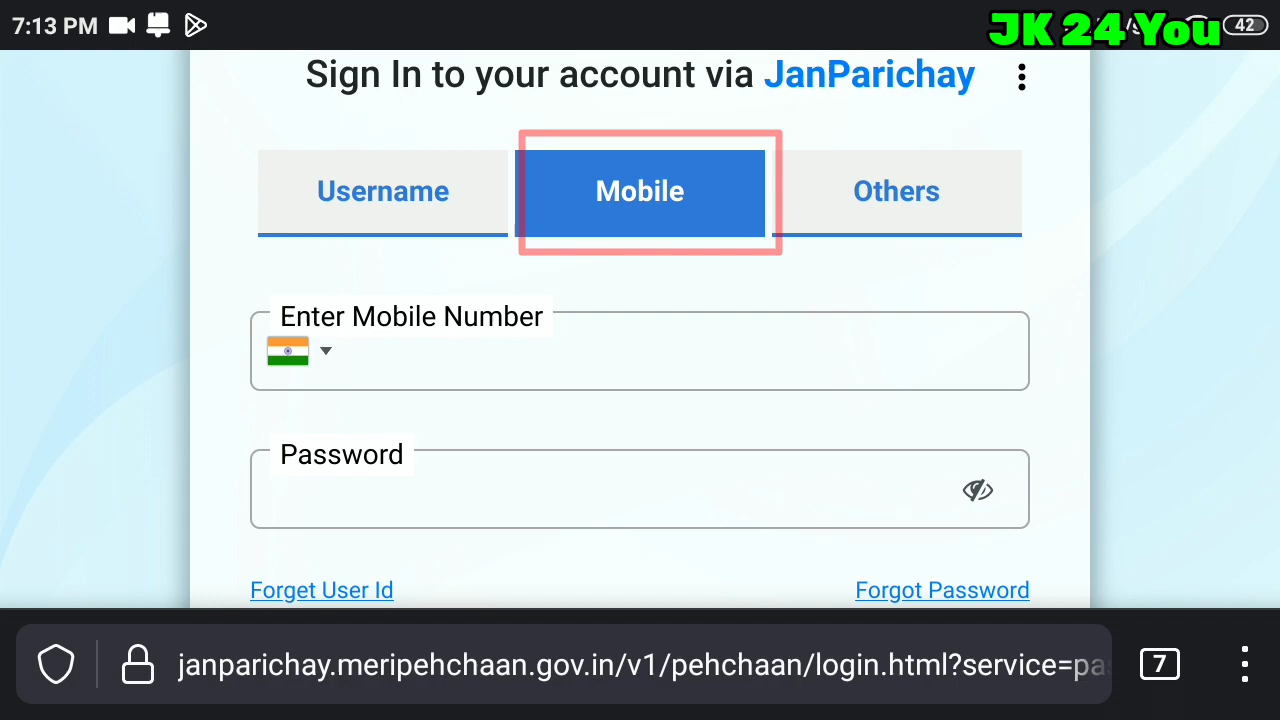 7:13 PM
JK 24 You
42
Sign In to your account via JanParichay
Username
Mobile
Others
Enter Mobile Number
Password
Forget User Id
Forgot Password
janparichay.meripehchaan.gov.in/v1/pehchaan/login.html?service=pas
7